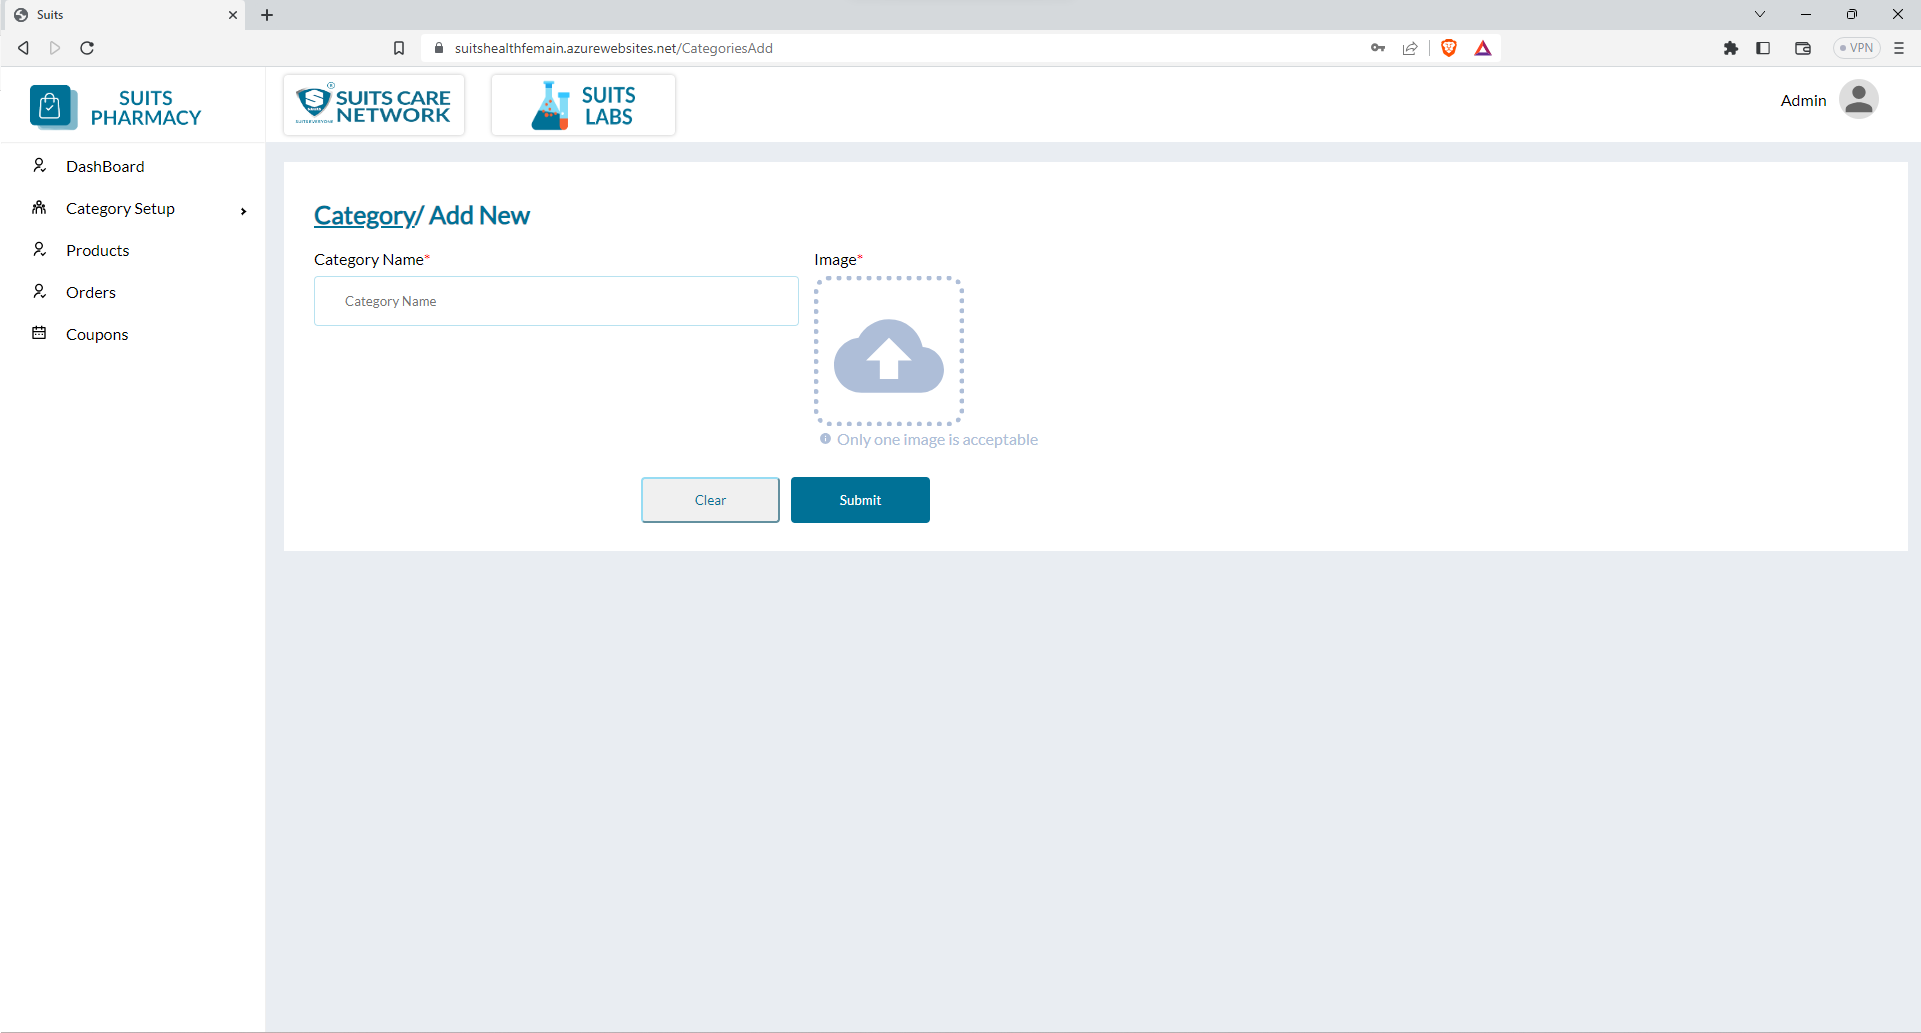 Suits
suitshealthfemain.azurewebsites.net/CategoriesAdd
VPN
SUITS
PHARMACY
SUITS CARE
NETWORK
SUITS
LABS
Admin
DashBoard
Category Setup
Products
Orders
Coupons
Category/ Add New
Category Name*
Image*
Category Name
Only one image is acceptable
Clear
Submit